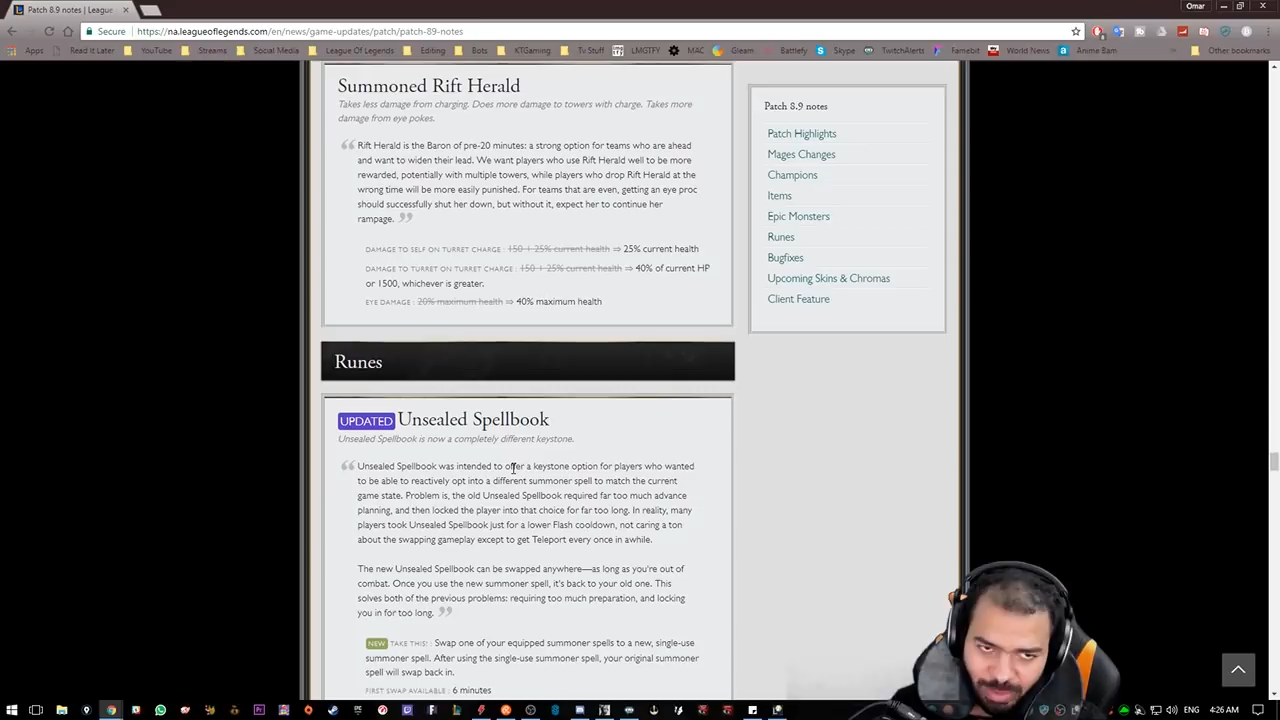 Patch 8.9 notes | League
Omar
Secure | https://na.leagueoflegends.com/en/news/game-updates/patch/patch-89-notes
Apps Read It Later YouTube Streams Social Media League Of Legends Editing Bots KTGaming Tv Stuff LMGTFY MAC Gleam Battlefy Skype TwitchAlerts Famebit World News Anime Bam Other bookmarks
Summoned Rift Herald
Takes less damage from charging. Does more damage to towers with charge. Takes more
damage from eye pokes.
Rift Herald is the Baron of pre-20 minutes: a strong option for teams who are ahead
and want to widen their lead. We want players who use Rift Herald well to be more
rewarded, potentially with multiple towers, while players who drop Rift Herald at the
wrong time will be more easily punished. For teams that are even, getting an eye proc
should successfully shut her down, but without it, expect her to continue her
rampage.
DAMAGE TO SELF ON TURRET CHARGE : 150 + 25% current health ⇒ 25% current health
DAMAGE TO TURRET ON TURRET CHARGE : 150 + 25% current health ⇒ 40% of current HP
or 1500, whichever is greater.
EYE DAMAGE : 20% maximum health ⇒ 40% maximum health
Runes
UPDATED Unsealed Spellbook
Unsealed Spellbook is now a completely different keystone.
Unsealed Spellbook was intended to offer a keystone option for players who wanted
to be able to reactively opt into a different summoner spell to match the current
game state. Problem is, the old Unsealed Spellbook required far too much advance
planning, and then locked the player into that choice for far too long. In reality, many
players took Unsealed Spellbook just for a lower Flash cooldown, not caring a ton
about the swapping gameplay except to get Teleport every once in awhile.
The new Unsealed Spellbook can be swapped anywhere—as long as you're out of
combat. Once you use the new summoner spell, it's back to your old one. This
solves both of the previous problems: requiring too much preparation, and locking
you in for too long.
NEW TAKE THIS! : Swap one of your equipped summoner spells to a new, single-use
summoner spell. After using the single-use summoner spell, your original summoner
spell will swap back in.
FIRST SWAP AVAILABLE : 6 minutes
Patch 8.9 notes
Patch Highlights
Mages Changes
Champions
Items
Epic Monsters
Runes
Bugfixes
Upcoming Skins & Chromas
Client Feature
4:26 AM